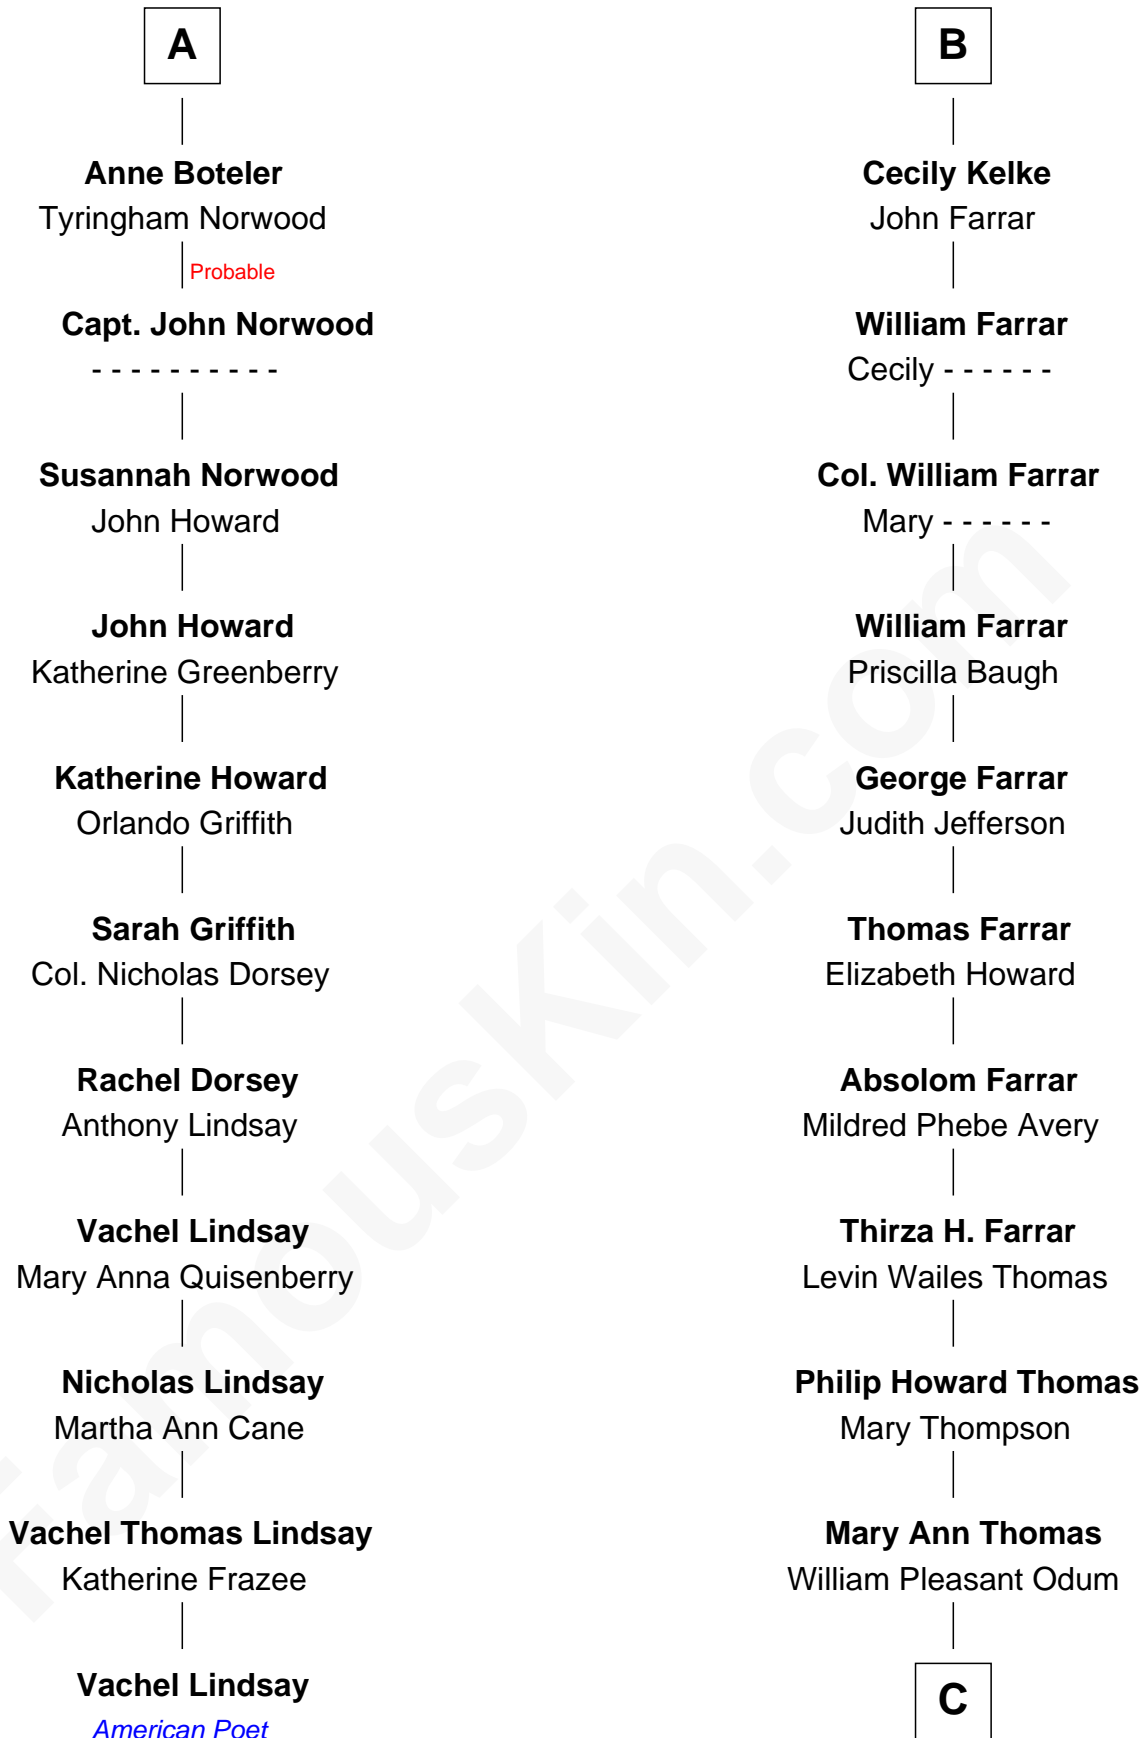 A
Anne Boteler
Tyringham Norwood
Probable
Capt. John Norwood
- - - - - - - - - -
Susannah Norwood
John Howard
John Howard
Katherine Greenberry
Katherine Howard
Orlando Griffith
Sarah Griffith
Col. Nicholas Dorsey
Rachel Dorsey
Anthony Lindsay
Vachel Lindsay
Mary Anna Quisenberry
Nicholas Lindsay
Martha Ann Cane
Vachel Thomas Lindsay
Katherine Frazee
Vachel Lindsay
American Poet
B
Cecily Kelke
John Farrar
William Farrar
Cecily - - - - - -
Col. William Farrar
Mary - - - - - -
William Farrar
Priscilla Baugh
George Farrar
Judith Jefferson
Thomas Farrar
Elizabeth Howard
Absolom Farrar
Mildred Phebe Avery
Thirza H. Farrar
Levin Wailes Thomas
Philip Howard Thomas
Mary Thompson
Mary Ann Thomas
William Pleasant Odum
C
FamousKin.com